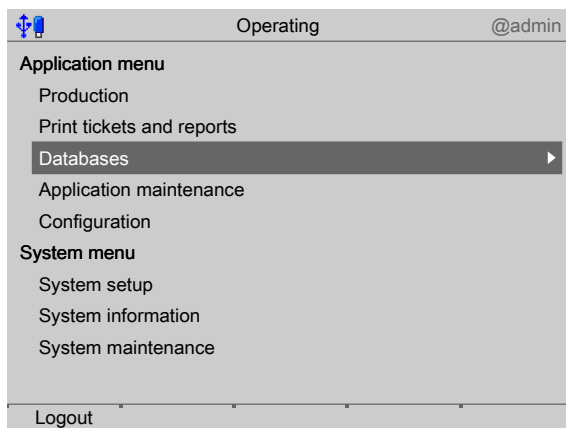 Operating @admin
Application menu
Production
Print tickets and reports
Databases
Application maintenance
Configuration
System menu
System setup
System information
System maintenance
Logout